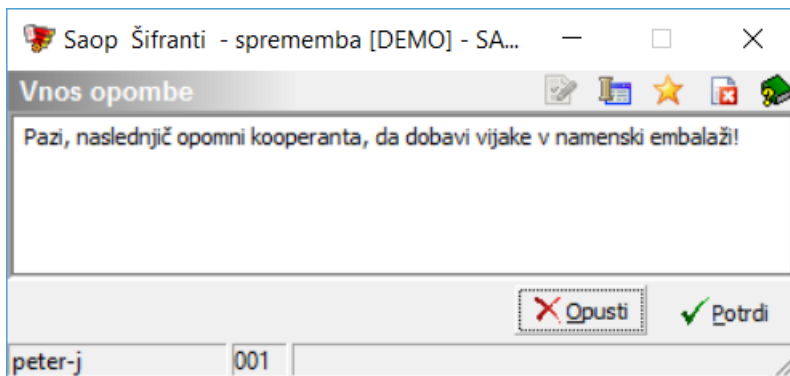 Saop Šifranti - sprememba [DEMO] - SA...
Vnos opombe
Pazi, naslednjič opomni kooperanta, da dobavi vijake v namenski embalaži!
Opusti Potrdi
peter-j 001